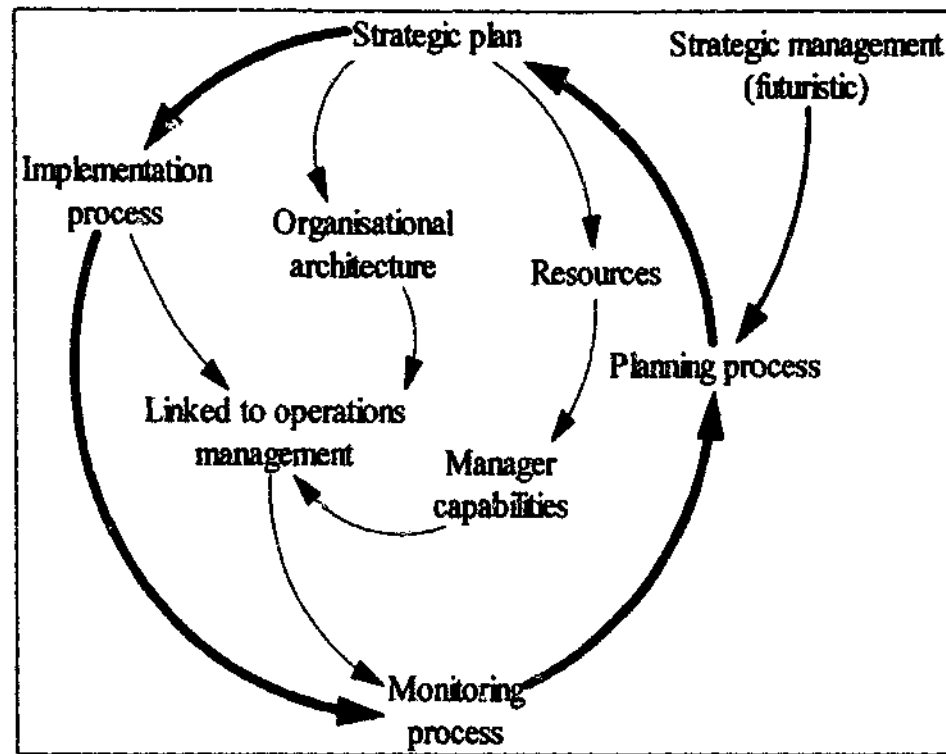 Strategic plan
Strategic management
(futuristic)
Implementation
process
Organisational
architecture
Resources
Planning process
Linked to operations
management
Manager
capabilities
Monitoring
process